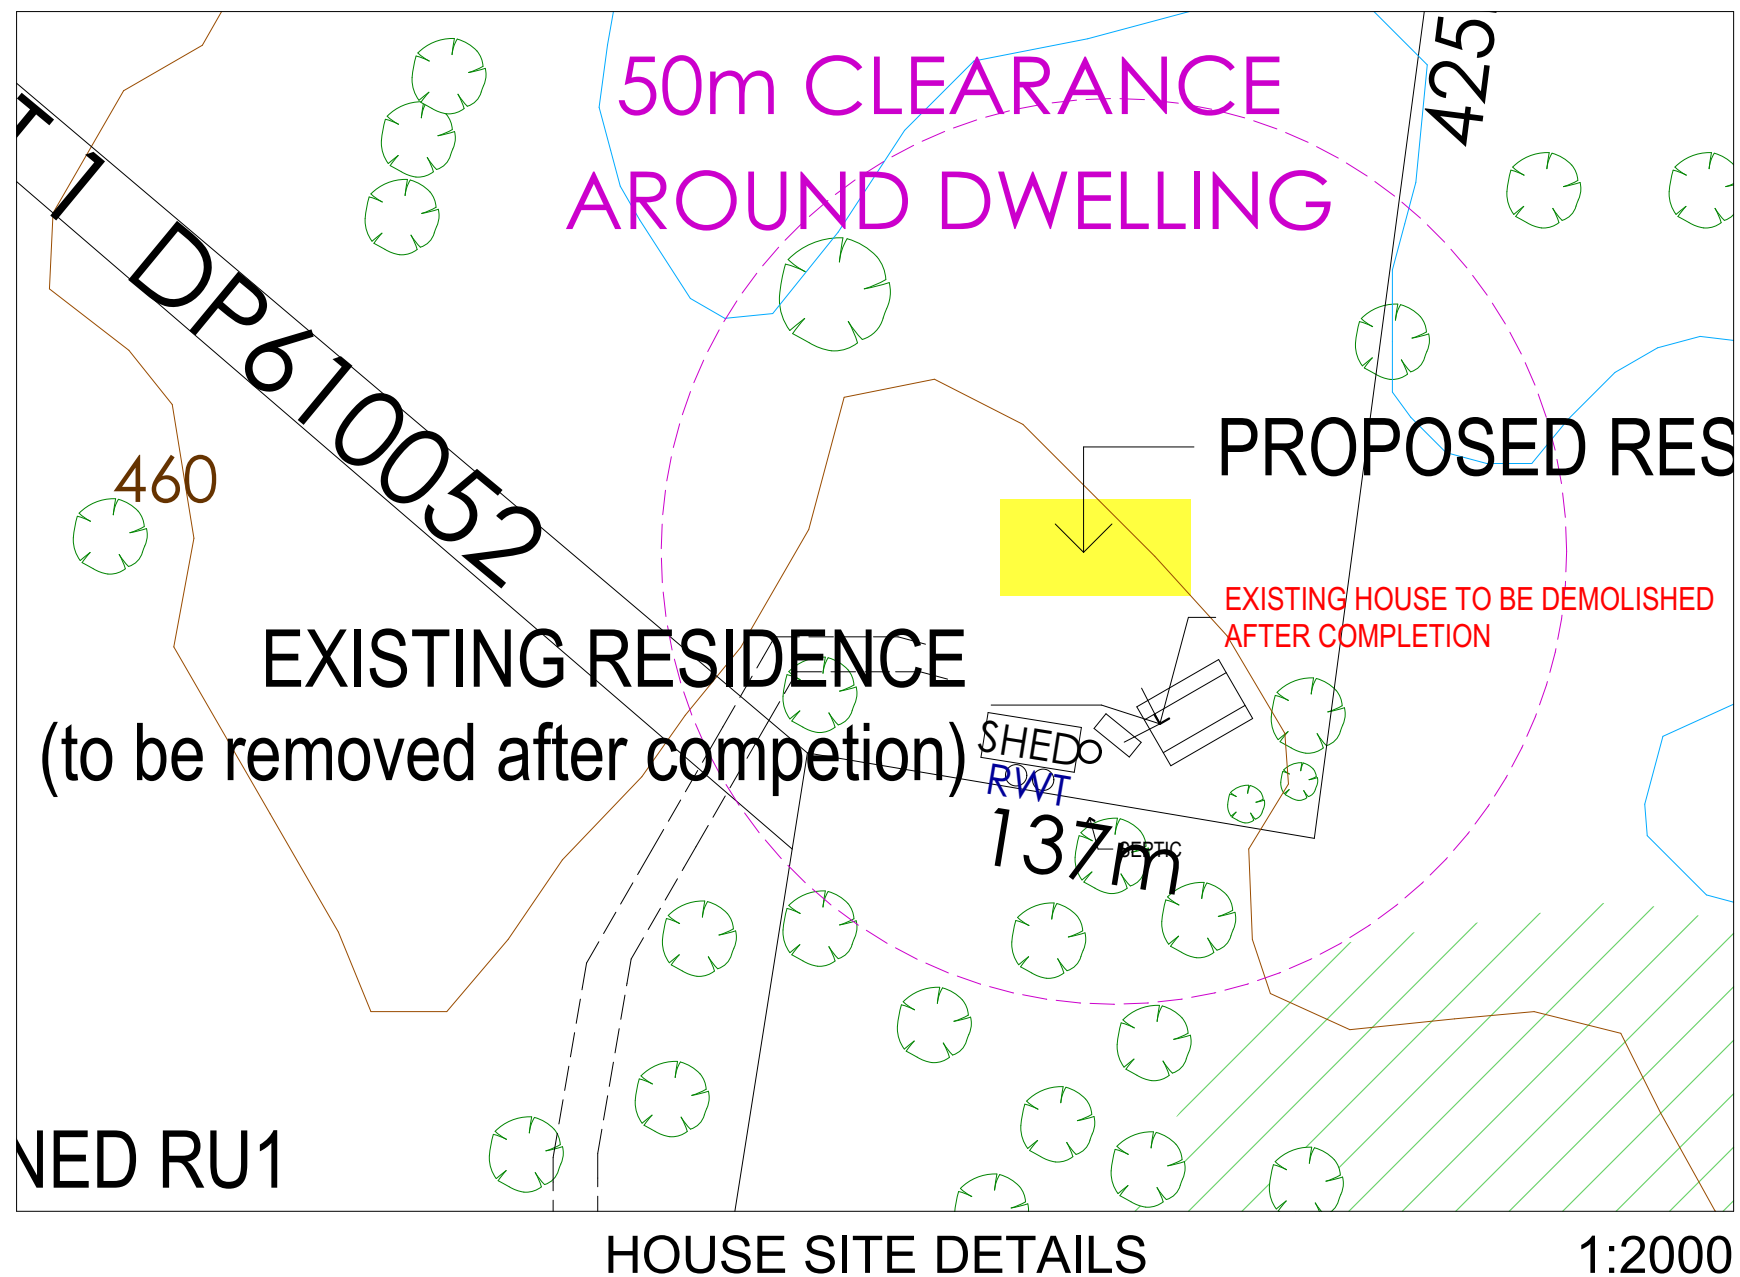 50m CLEARANCE
AROUND DWELLING
425
T 1 DP610052
460
PROPOSED RES
EXISTING HOUSE TO BE DEMOLISHED
AFTER COMPLETION
EXISTING RESIDENCE
(to be removed after competion)
SHED
RWT
137m
SEPTIC
NED RU1
HOUSE SITE DETAILS
1:2000